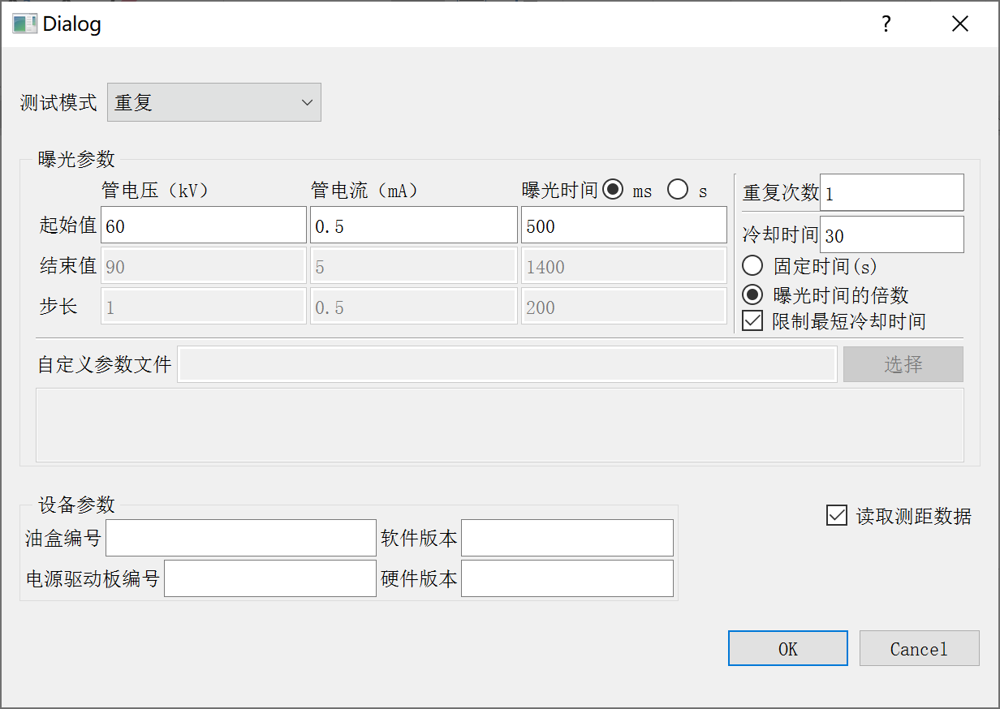 Dialog
测试模式 重复
曝光参数
管电压（kV） 管电流（mA） 曝光时间 ms s
起始值 60 0.5 500
结束值 90 5 1400
步长 1 0.5 200
重复次数 1
冷却时间 30
固定时间(s)
曝光时间的倍数
限制最短冷却时间
自定义参数文件 选择
设备参数
油盒编号 软件版本
电源驱动板编号 硬件版本
读取测距数据
OK Cancel